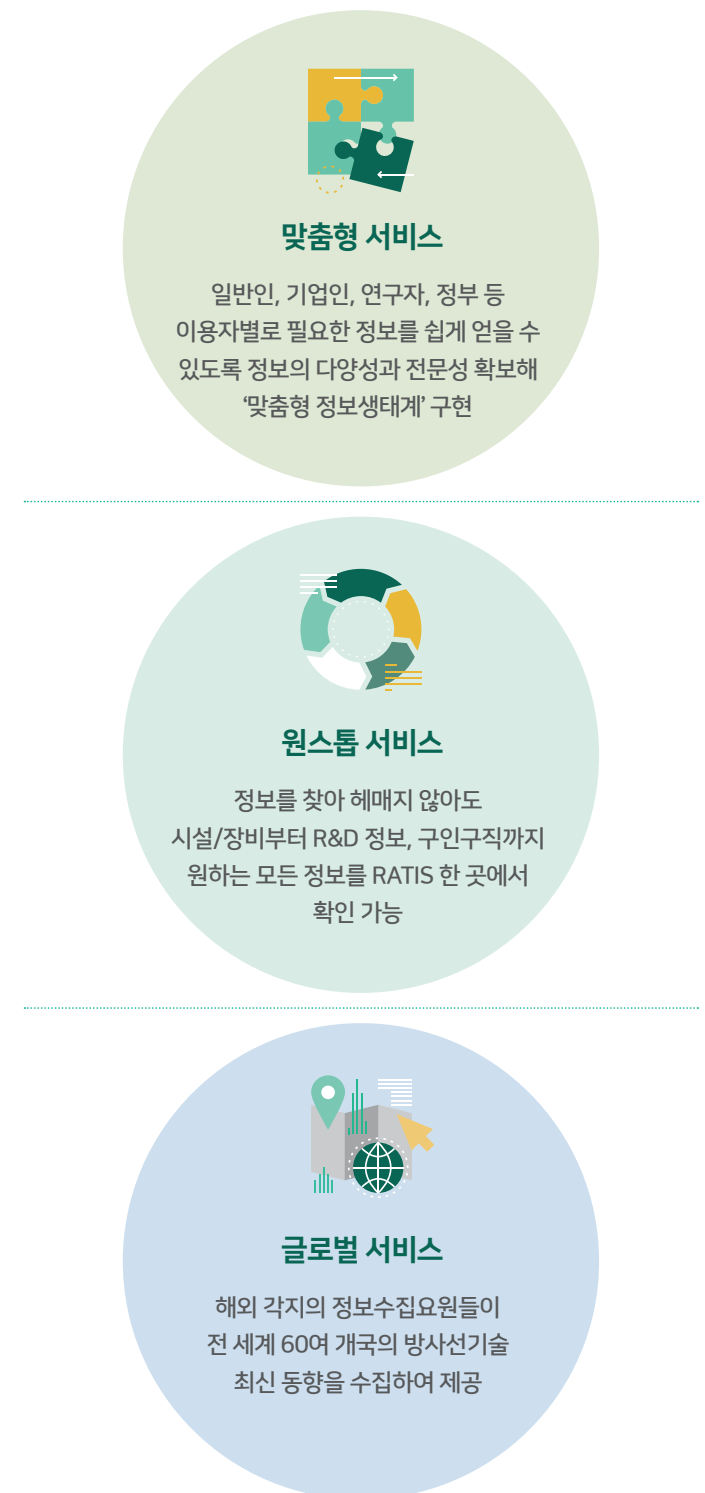 맞춤형 서비스
일반인, 기업인, 연구자, 정부 등
이용자별로 필요한 정보를 쉽게 얻을 수
있도록 정보의 다양성과 전문성 확보해
‘맞춤형 정보생태계’ 구현
원스톱 서비스
정보를 찾아 헤매지 않아도
시설/장비부터 R&D 정보, 구인구직까지
원하는 모든 정보를 RATIS 한 곳에서
확인 가능
글로벌 서비스
해외 각지의 정보수집요원들이
전 세계 60여 개국의 방사선기술
최신 동향을 수집하여 제공